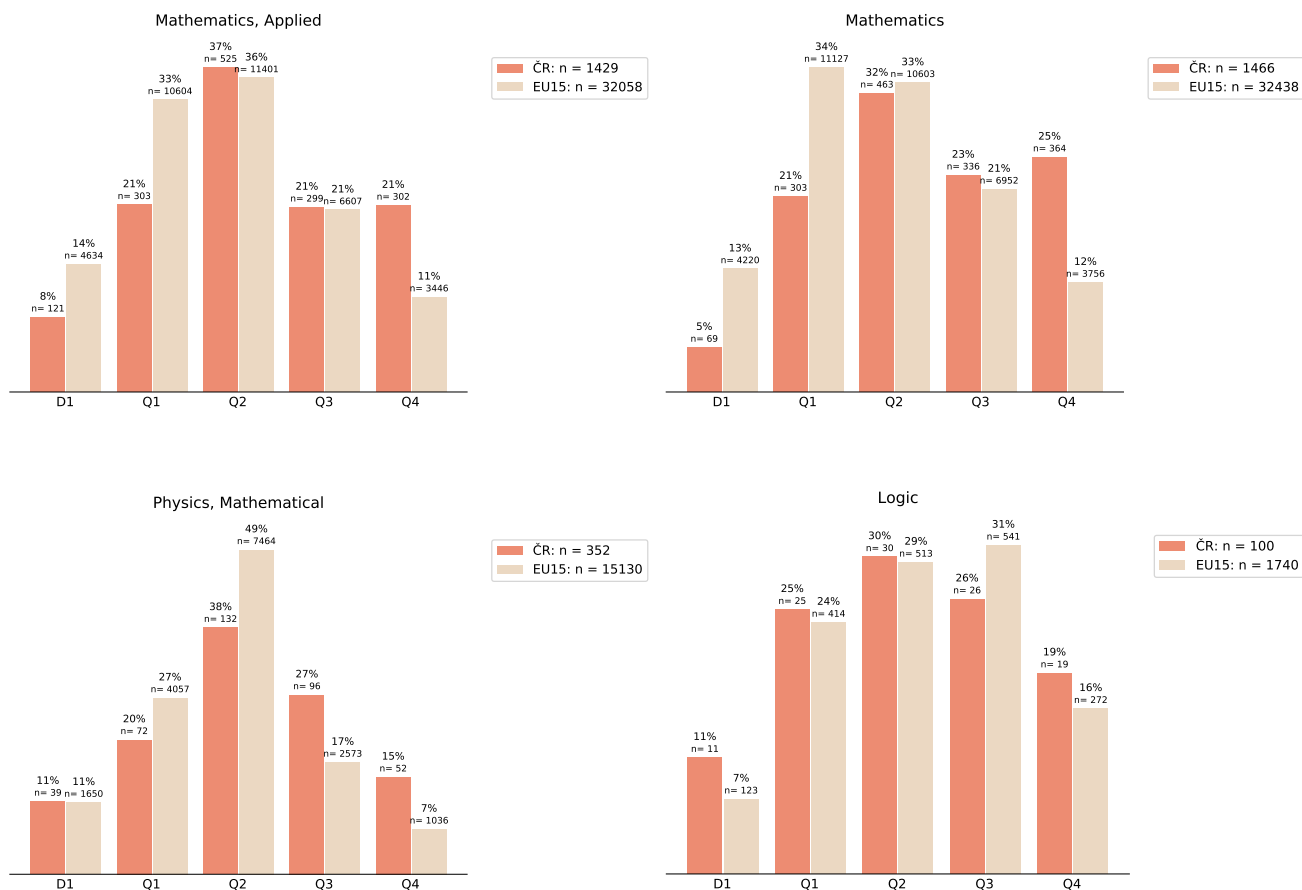 Mathematics, Applied
37%
n= 525
36%
n= 11401
33%
n= 10604
21%
n= 303
21%
n= 299
21%
n= 6607
21%
n= 302
14%
n= 4634
11%
n= 3446
8%
n= 121
D1 Q1 Q2 Q3 Q4
ČR: n = 1429
EU15: n = 32058
Mathematics
34%
n= 11127
32%
n= 463
33%
n= 10603
25%
n= 364
23%
n= 336
21%
n= 6952
21%
n= 303
13%
n= 4220
12%
n= 3756
5%
n= 69
D1 Q1 Q2 Q3 Q4
ČR: n = 1466
EU15: n = 32438
Physics, Mathematical
49%
n= 7464
38%
n= 132
27%
n= 96
27%
n= 4057
20%
n= 72
17%
n= 2573
15%
n= 52
11%
n= 39
11%
n= 1650
7%
n= 1036
D1 Q1 Q2 Q3 Q4
ČR: n = 352
EU15: n = 15130
Logic
31%
n= 541
30%
n= 30
29%
n= 513
26%
n= 26
25%
n= 25
24%
n= 414
19%
n= 19
16%
n= 272
11%
n= 11
7%
n= 123
D1 Q1 Q2 Q3 Q4
ČR: n = 100
EU15: n = 1740